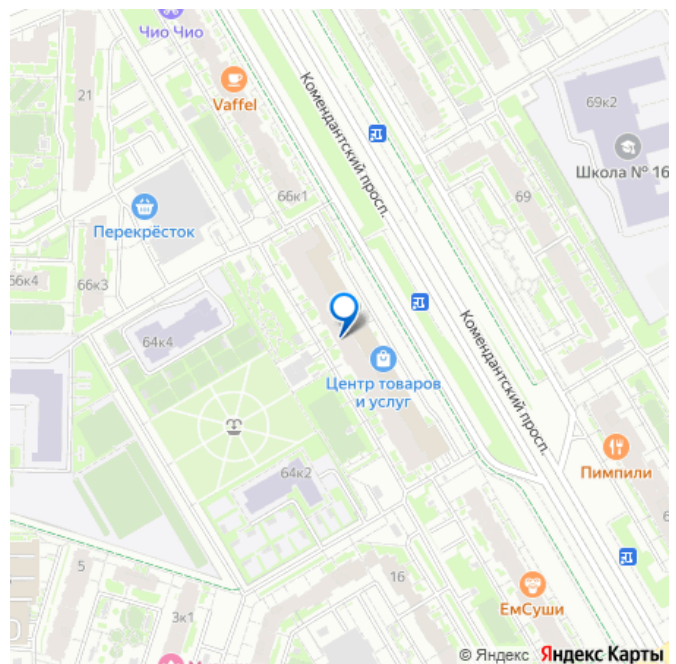 Чио Чио
21
Vaffel
69к2
Школа № 16
Комендантский просп.
66к1
69
Перекрёсток
66к4
66к3
64к4
Центр товаров
и услуг
Комендантский просп.
Пимпили
64к2
5
16
3к1
ЕмСуши
© Яндекс Яндекс Карты